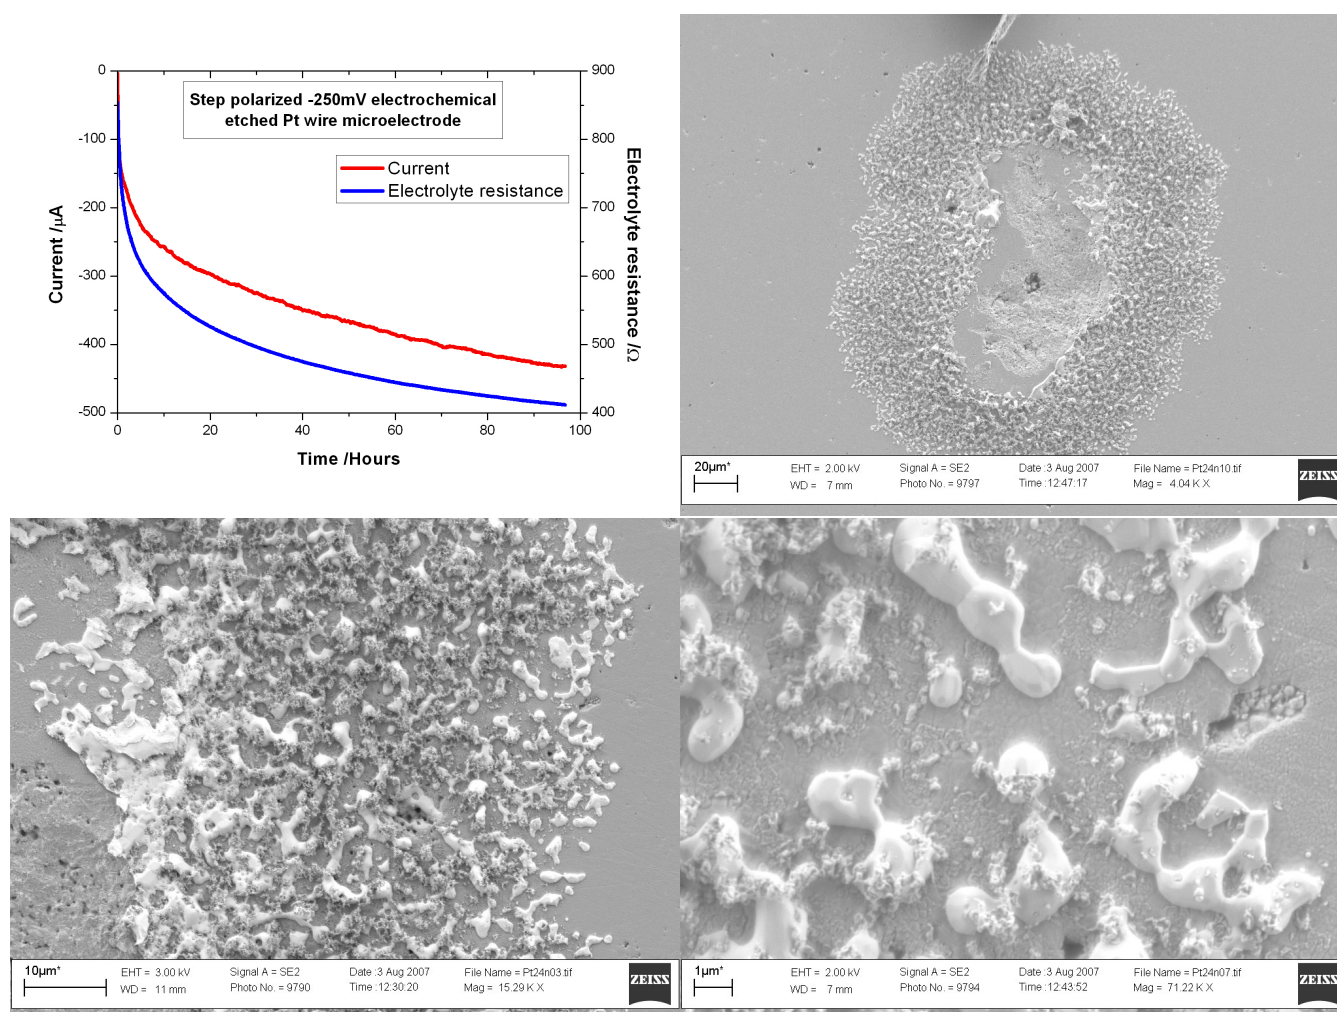 Step polarized -250mV electrochemical
etched Pt wire microelectrode
Current
Electrolyte resistance
0
-100
-200
-300
-400
-500
Current /µA
900
800
700
600
500
400
Electrolyte resistance /Ω
0 20 40 60 80 100
Time /Hours
20µm*
EHT = 2.00 kV Signal A = SE2 Date :3 Aug 2007 File Name = Pt24n10.tif
WD = 7 mm Photo No. = 9797 Time :12:47:17 Mag = 4.04 K X
ZEISS
10µm*
EHT = 3.00 kV Signal A = SE2 Date :3 Aug 2007 File Name = Pt24n03.tif
WD = 11 mm Photo No. = 9790 Time :12:30:20 Mag = 15.29 K X
ZEISS
1µm*
EHT = 2.00 kV Signal A = SE2 Date :3 Aug 2007 File Name = Pt24n07.tif
WD = 7 mm Photo No. = 9794 Time :12:43:52 Mag = 71.22 K X
ZEISS